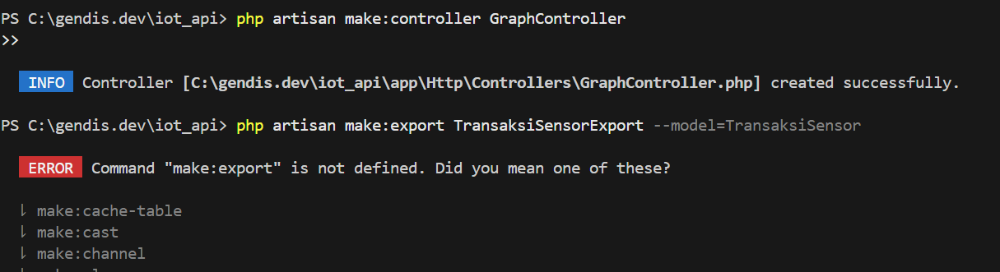 PS C:\gendis.dev\iot_api> php artisan make:controller GraphController
>>
INFO Controller [C:\gendis.dev\iot_api\app\Http\Controllers\GraphController.php] created successfully.
PS C:\gendis.dev\iot_api> php artisan make:export TransaksiSensorExport --model=TransaksiSensor
ERROR Command "make:export" is not defined. Did you mean one of these?
⇂ make:cache-table
⇂ make:cast
⇂ make:channel